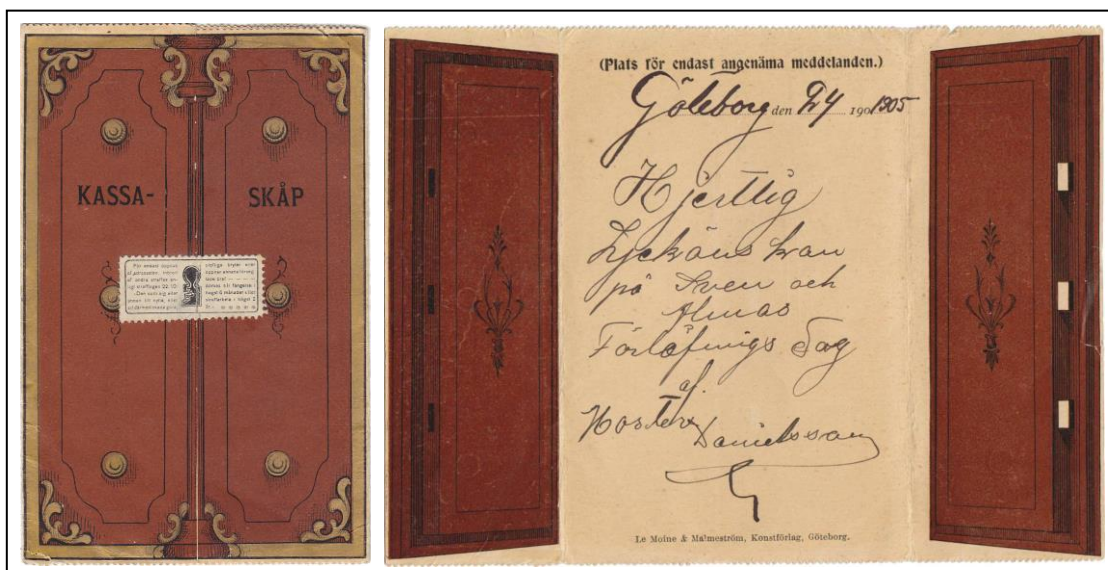 KASSA- SKÅP
(Plats för endast angenäma meddelanden.)
Göteborg den 24 190 1905
Hjertlig
Lyckönskan
på Sven och
Almas
Förlofnings Dag
af
Danielsson
Le Moine & Malmeström, Konstförlag, Göteborg.